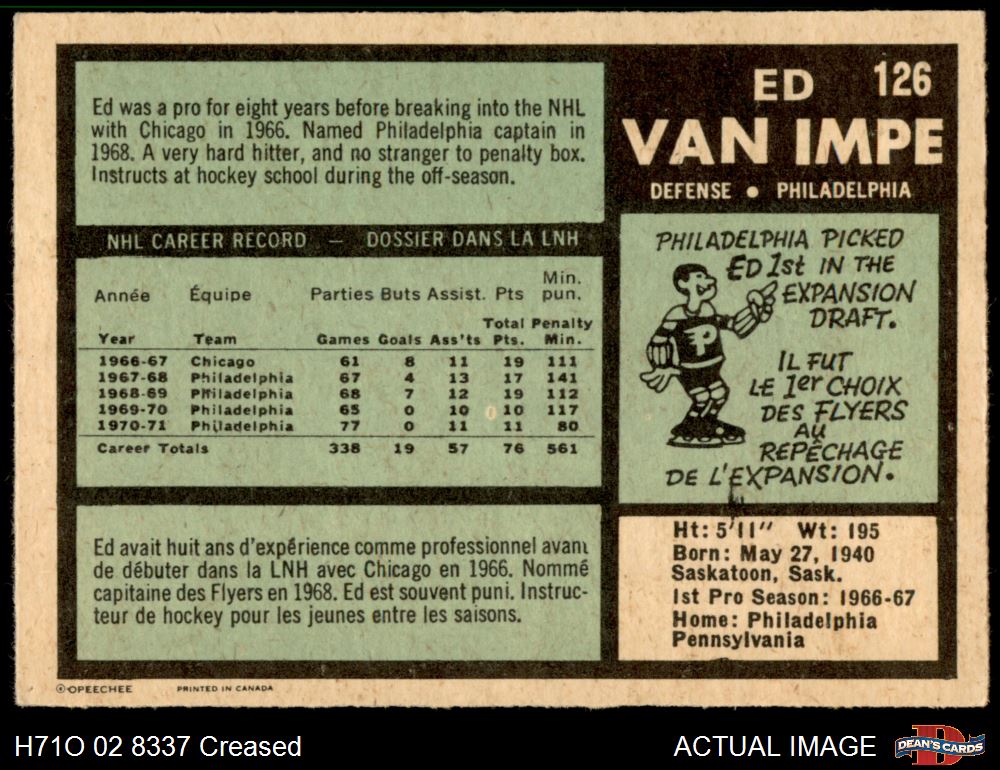 Ed was a pro for eight years before breaking into the NHL
with Chicago in 1966. Named Philadelphia captain in
1968. A very hard hitter, and no stranger to penalty box.
Instructs at hockey school during the off-season.
ED 126
VAN IMPE
DEFENSE • PHILADELPHIA
NHL CAREER RECORD — DOSSIER DANS LA LNH
Année Équipe Parties Buts Assist. Pts Min. pun.
Year Team Games Goals Ass'ts Total Pts. Penalty Min.
1966-67 Chicago 61 8 11 19 111
1967-68 Philadelphia 67 4 13 17 141
1968-69 Philadelphia 68 7 12 19 112
1969-70 Philadelphia 65 0 10 10 117
1970-71 Philadelphia 77 0 11 11 80
Career Totals 338 19 57 76 561
PHILADELPHIA PICKED
ED 1st IN THE
EXPANSION
DRAFT.
P
IL FUT
LE 1er CHOIX
DES FLYERS
AU
REPÊCHAGE
DE L'EXPANSION.
Ed avait huit ans d'expérience comme professionnel avant
de débuter dans la LNH avec Chicago en 1966. Nommé
capitaine des Flyers en 1968. Ed est souvent puni. Instruc-
teur de hockey pour les jeunes entre les saisons.
Ht: 5'11" Wt: 195
Born: May 27, 1940
Saskatoon, Sask.
1st Pro Season: 1966-67
Home: Philadelphia
Pennsylvania
© OPEECHEE PRINTED IN CANADA
H71O 02 8337 Creased
ACTUAL IMAGE
D
DEAN'S CARDS